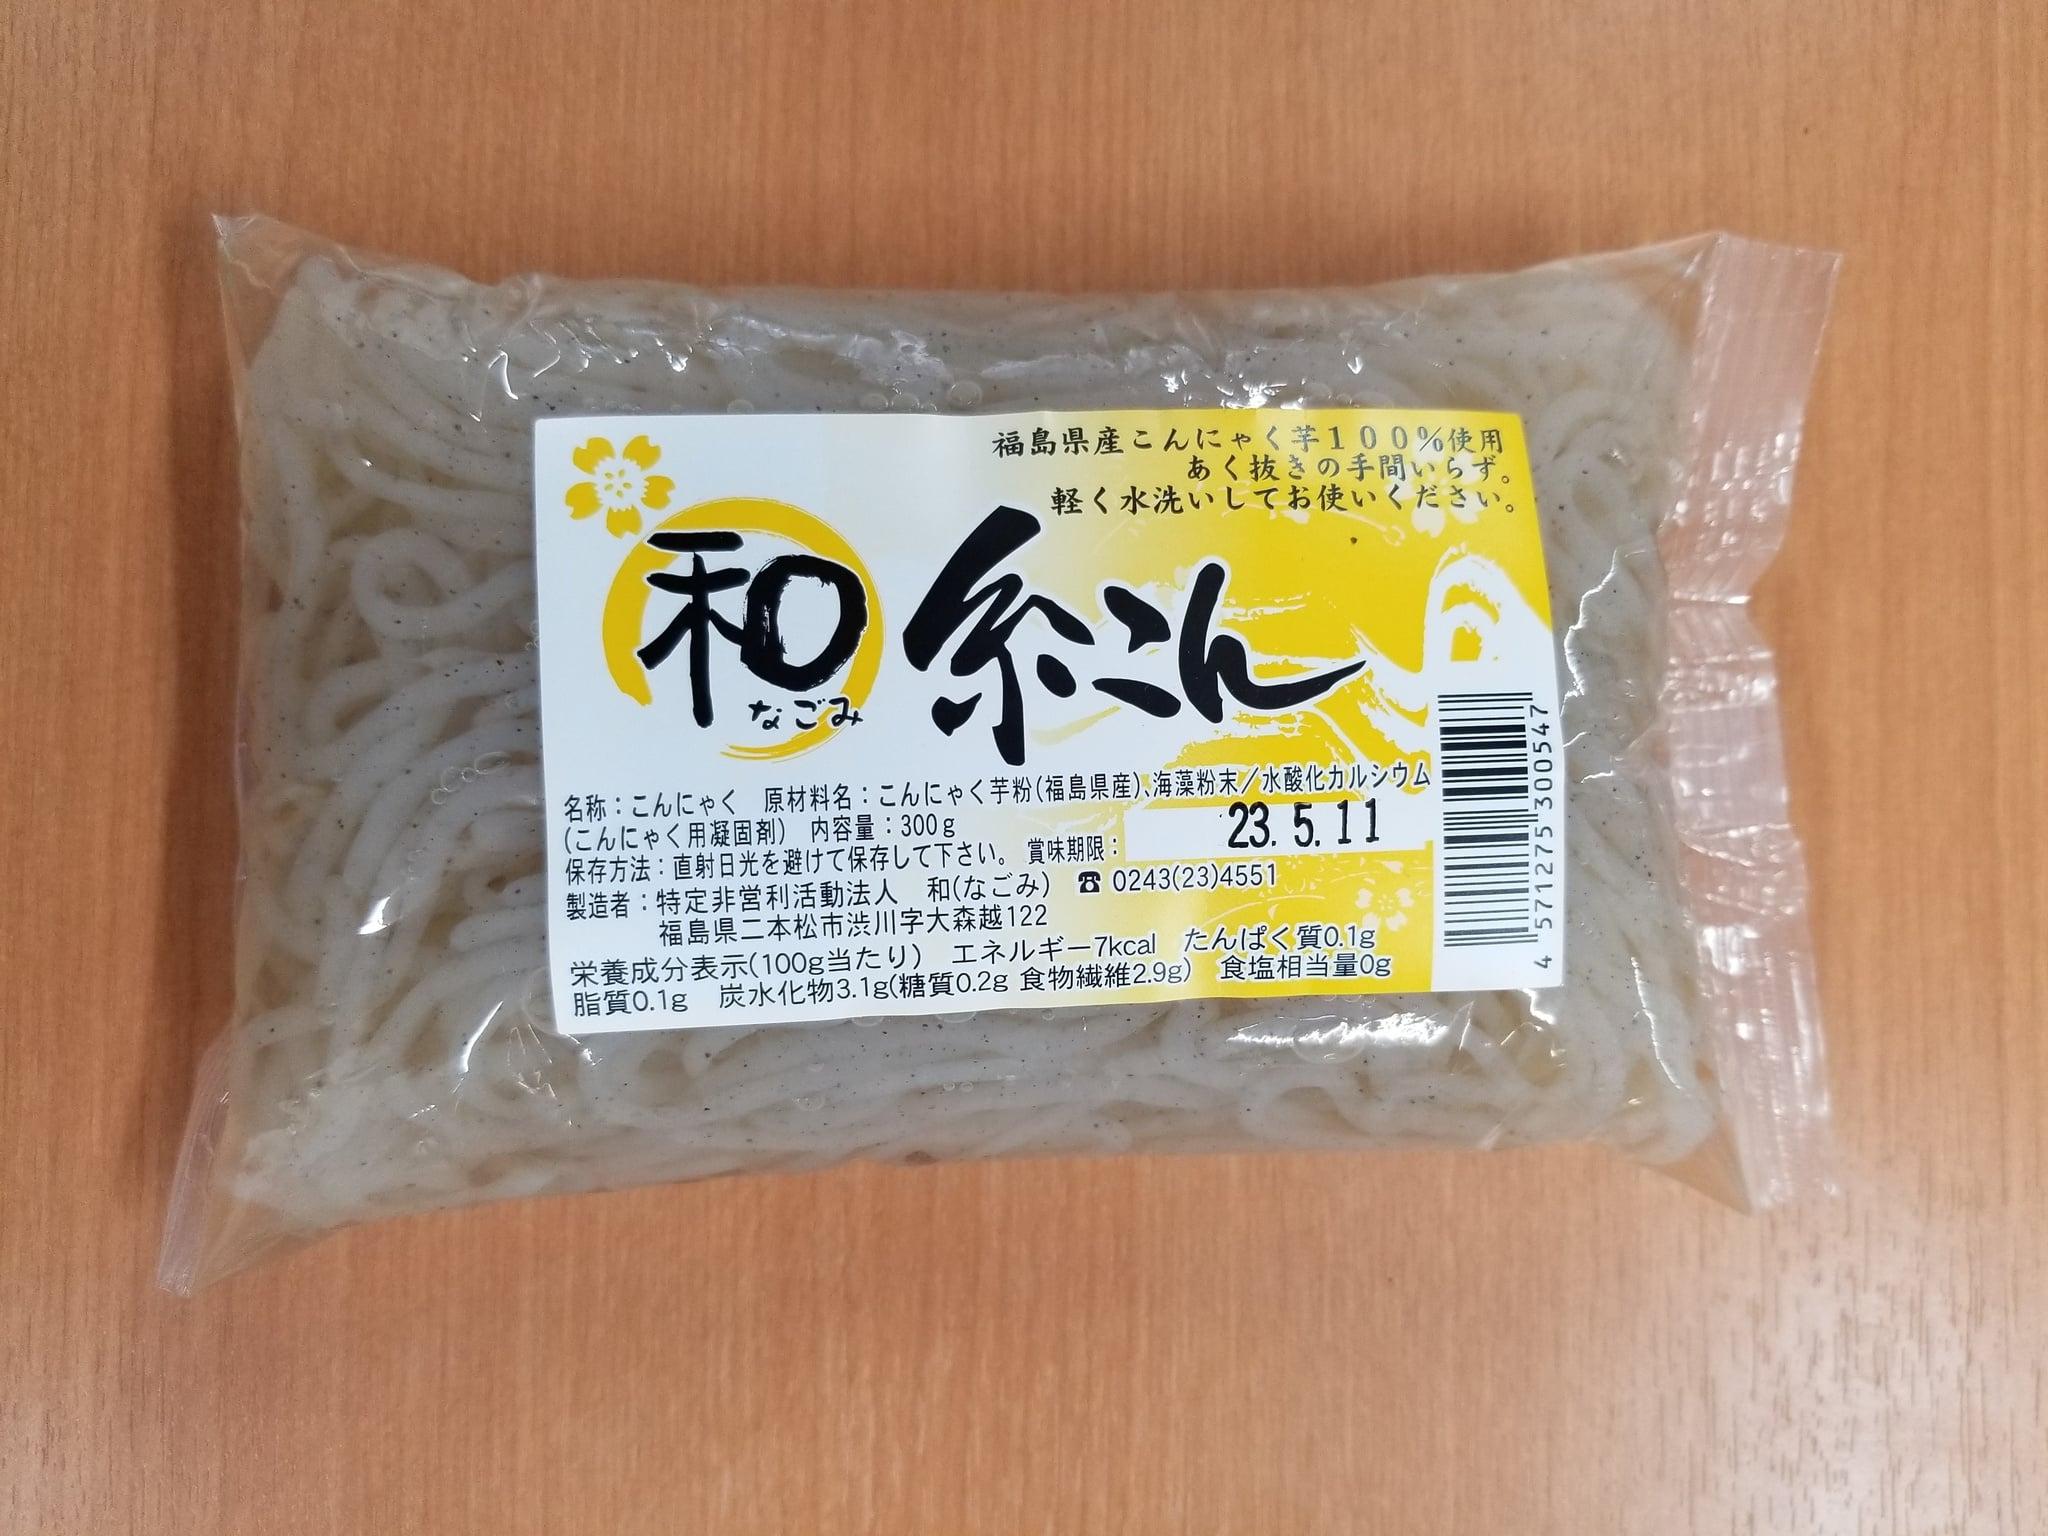 福島県産こんにゃく芋100%使用
あく抜きの手間いらず。
軽く水洗いしてお使いください。
和
なごみ
糸こん
名称：こんにゃく　原材料名：こんにゃく芋粉(福島県産)、海藻粉末／水酸化カルシウム
(こんにゃく用凝固剤)　内容量：300g
保存方法：直射日光を避けて保存して下さい。 賞味期限： 23. 5. 11
製造者：特定非営利活動法人　和(なごみ)　☎ 0243(23)4551
福島県二本松市渋川字大森越122
栄養成分表示(100g当たり)　エネルギー7kcal　たんぱく質0.1g
脂質0.1g　炭水化物3.1g(糖質0.2g 食物繊維2.9g)　食塩相当量0g
4 571275 300547